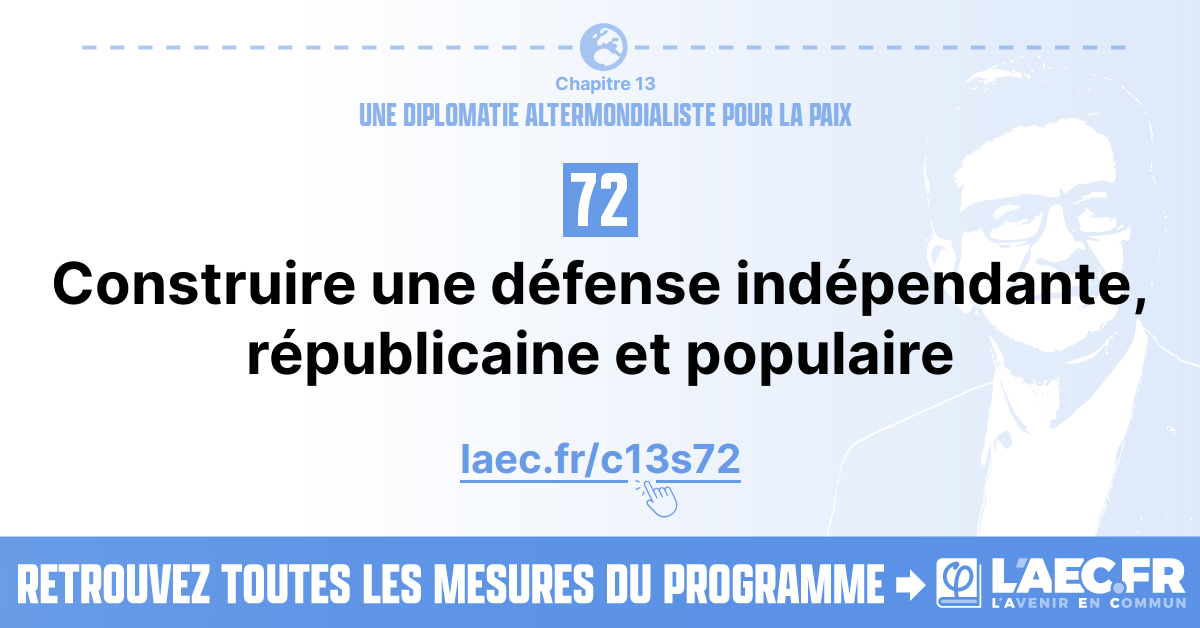 Chapitre 13
UNE DIPLOMATIE ALTERMONDIALISTE POUR LA PAIX
72
Construire une défense indépendante,
républicaine et populaire
laec.fr/c13s72
RETROUVEZ TOUTES LES MESURES DU PROGRAMME
φ L'AEC.FR
L'AVENIR EN COMMUN